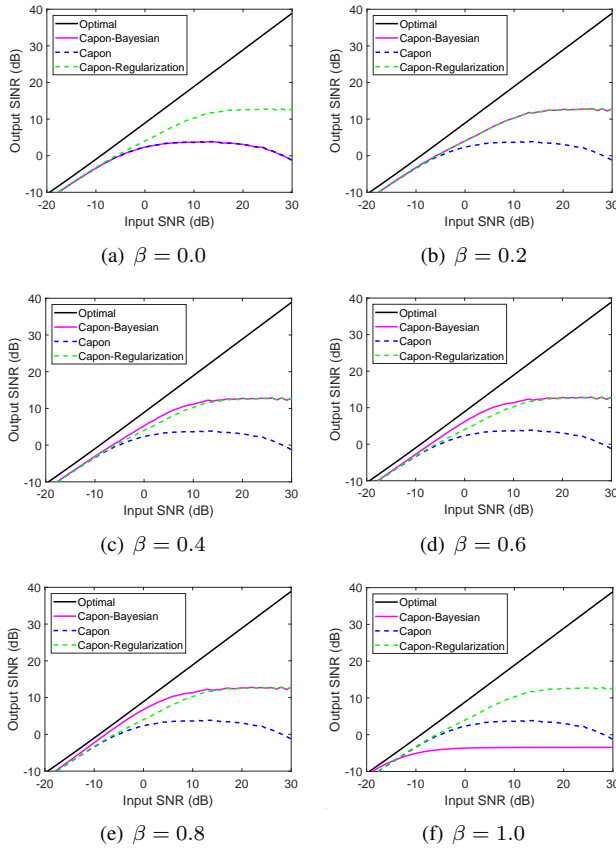 Output SINR (dB)
40
30
20
10
0
-10
Optimal
Capon-Bayesian
Capon
Capon-Regularization
-20 -10 0 10 20 30
Input SNR (dB)
(a) β = 0.0
Output SINR (dB)
40
30
20
10
0
-10
Optimal
Capon-Bayesian
Capon
Capon-Regularization
-20 -10 0 10 20 30
Input SNR (dB)
(b) β = 0.2
Output SINR (dB)
40
30
20
10
0
-10
Optimal
Capon-Bayesian
Capon
Capon-Regularization
-20 -10 0 10 20 30
Input SNR (dB)
(c) β = 0.4
Output SINR (dB)
40
30
20
10
0
-10
Optimal
Capon-Bayesian
Capon
Capon-Regularization
-20 -10 0 10 20 30
Input SNR (dB)
(d) β = 0.6
Output SINR (dB)
40
30
20
10
0
-10
Optimal
Capon-Bayesian
Capon
Capon-Regularization
-20 -10 0 10 20 30
Input SNR (dB)
(e) β = 0.8
Output SINR (dB)
40
30
20
10
0
-10
Optimal
Capon-Bayesian
Capon
Capon-Regularization
-20 -10 0 10 20 30
Input SNR (dB)
(f) β = 1.0